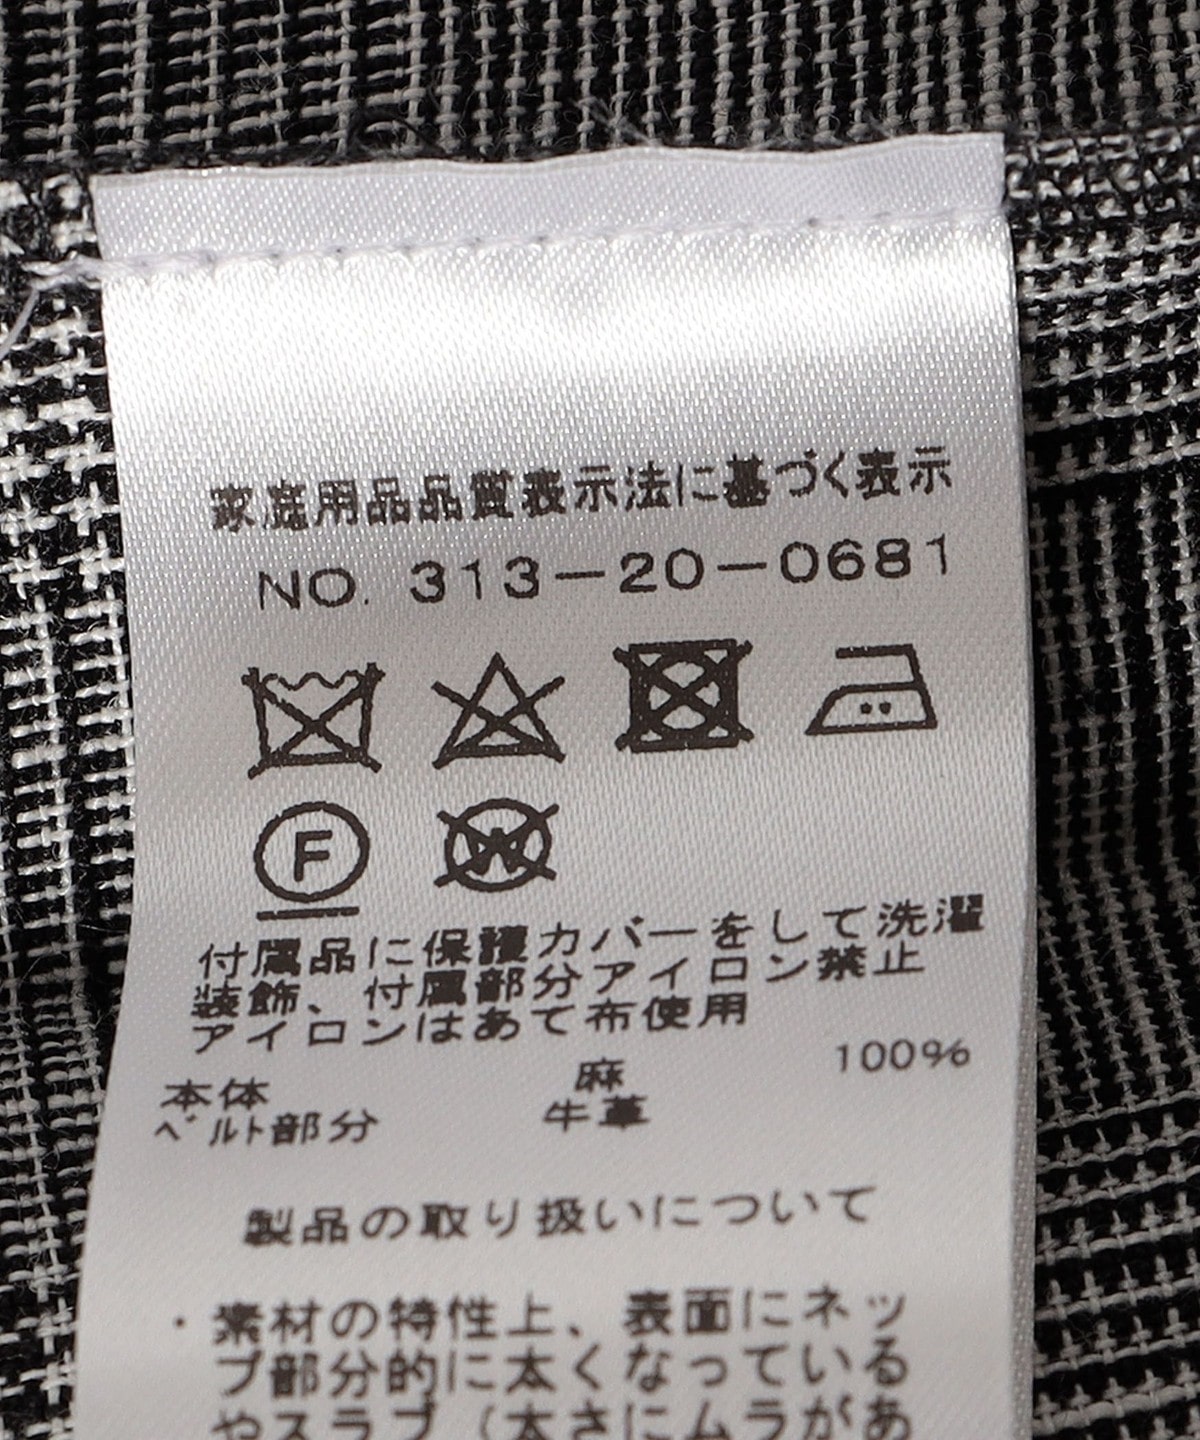 家庭用品品質表示法に基づく表示
NO. 313-20-0681
F
W
付属品に保護カバーをして洗濯
装飾、付属部分アイロン禁止
アイロンはあて布使用
本体 麻 100%
ベルト部分 牛革
製品の取り扱いについて
・素材の特性上、表面にネッ
プ部分的に太くなっている
やスラブ(太さにムラがあ